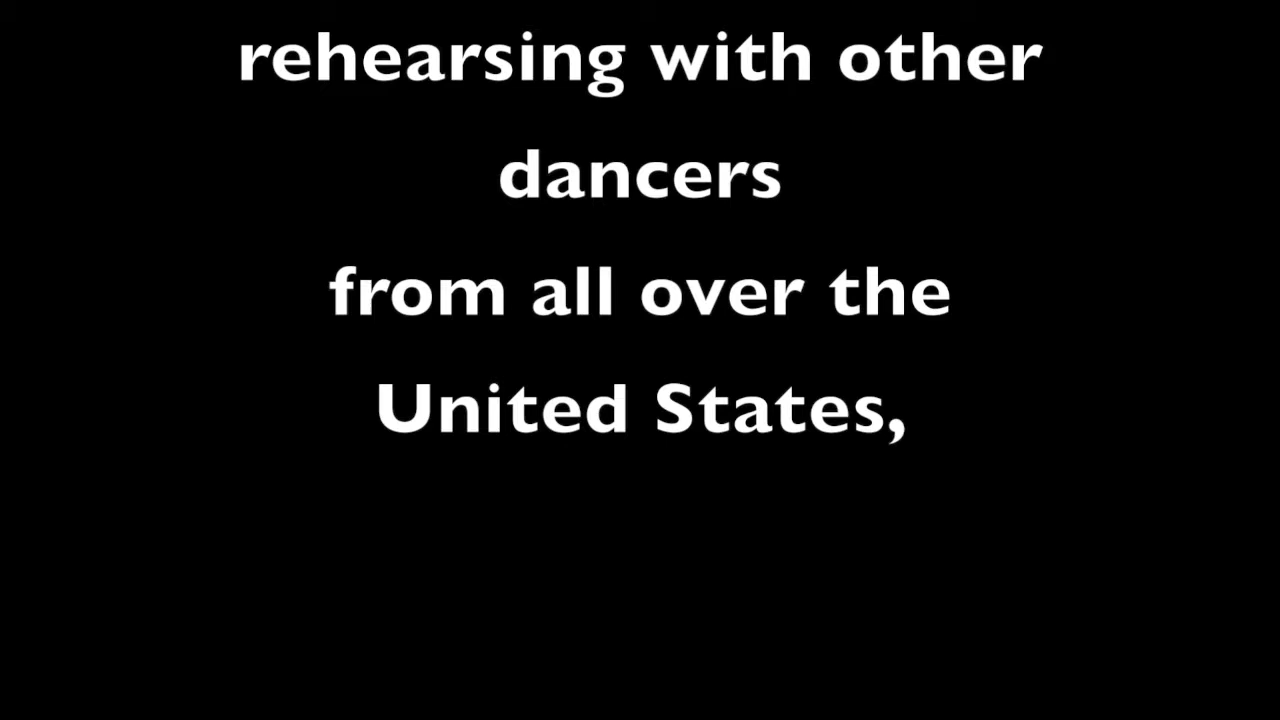 rehearsing with other
dancers
from all over the
United States,